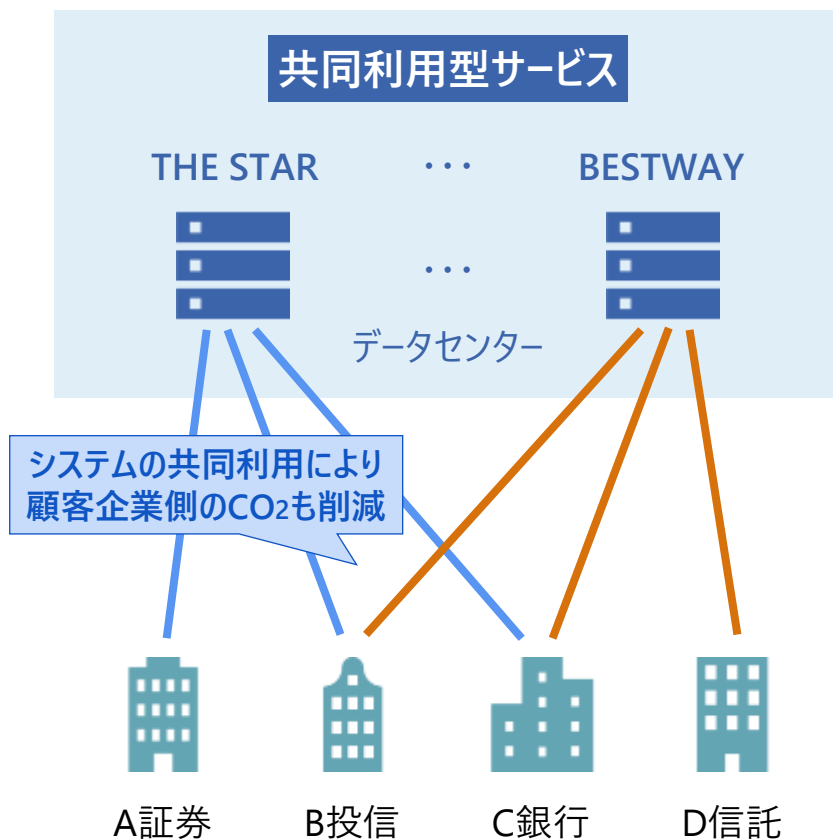 共同利用型サービス
THE STAR ・・・ BESTWAY
・・・
データセンター
システムの共同利用により
顧客企業側のCO2も削減
A証券 B投信 C銀行 D信託